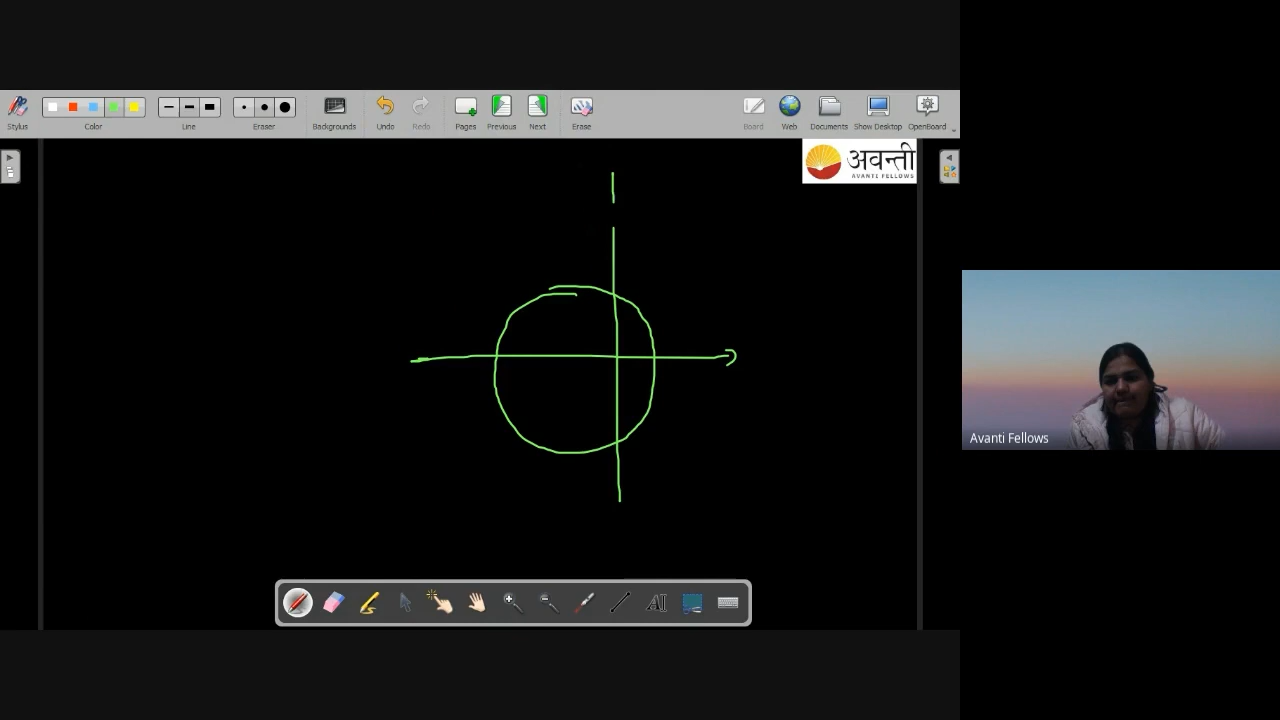 Stylus Color Line Eraser Backgrounds Undo Redo Pages Previous Next Erase Board Web Documents Show Desktop OpenBoard
अवन्ती
AVANTI FELLOWS
AI
Avanti Fellows